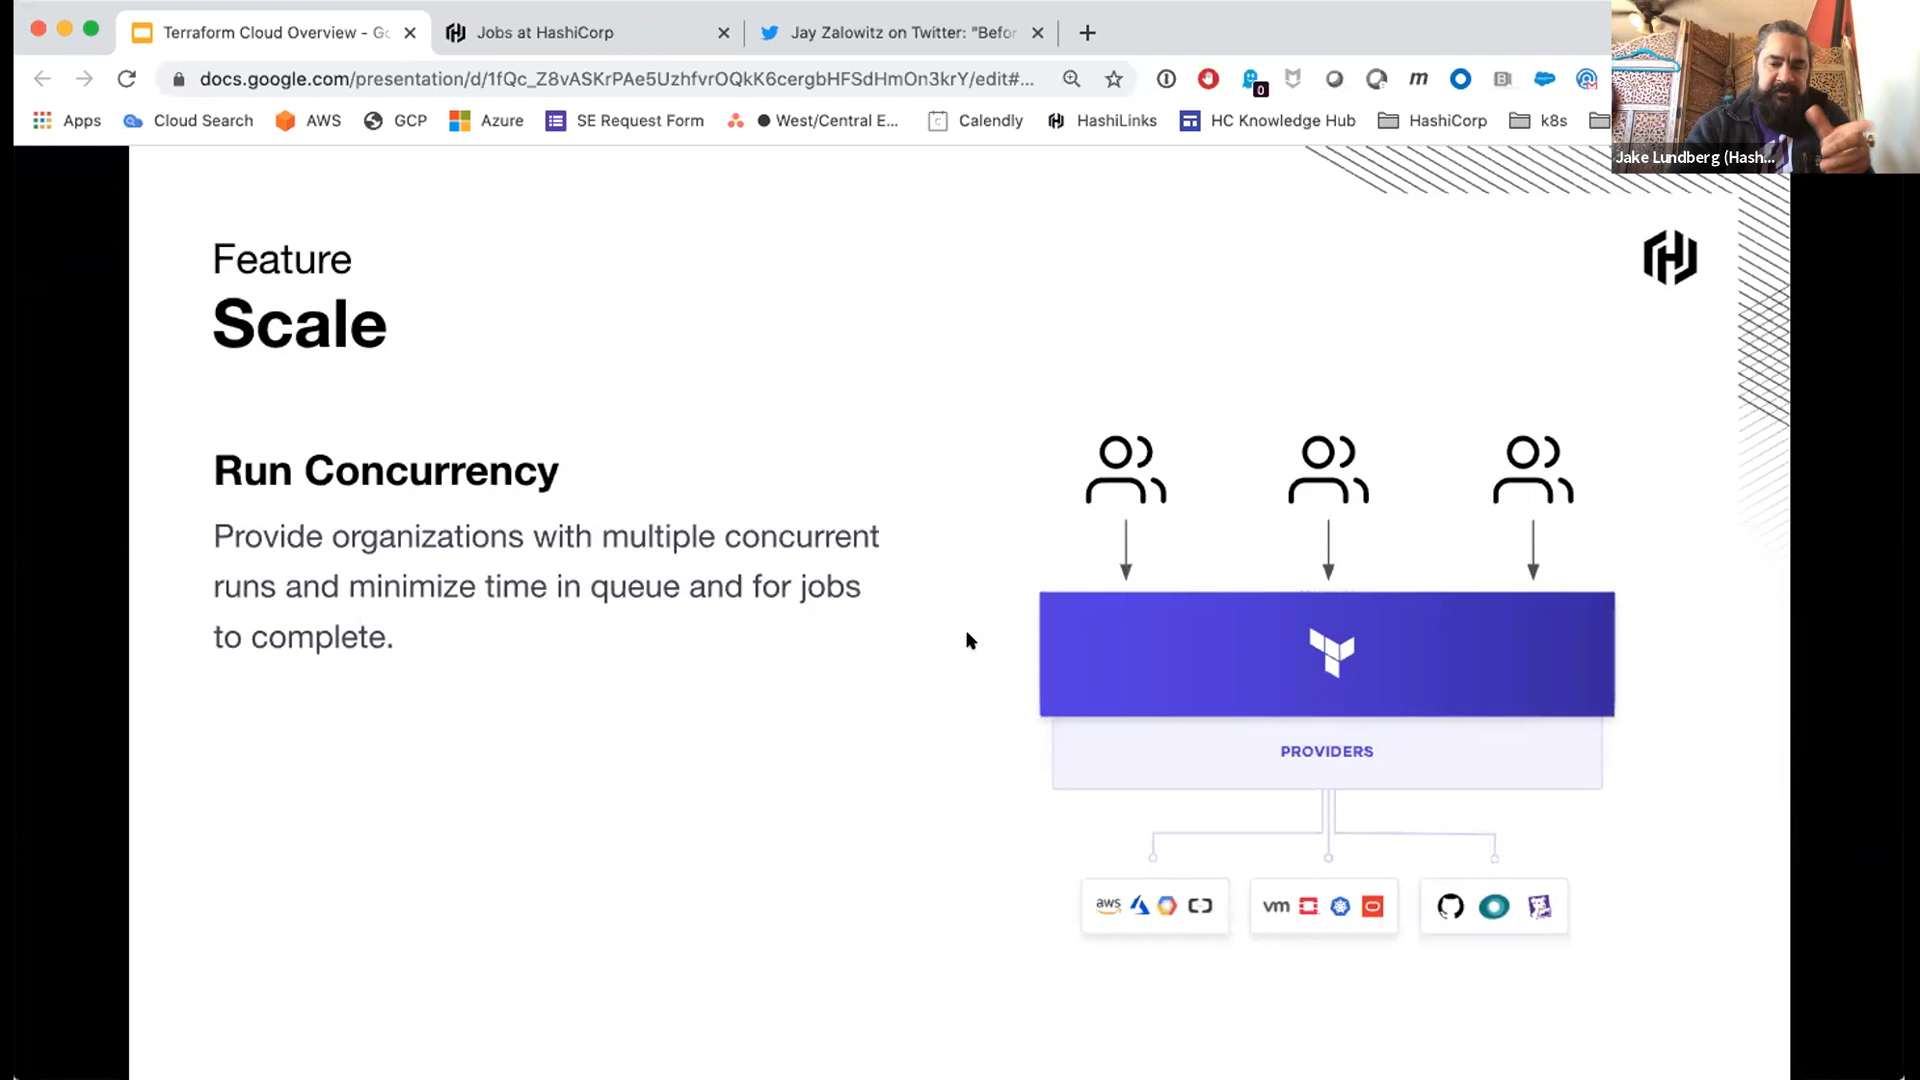 Terraform Cloud Overview - Go
Jobs at HashiCorp
Jay Zalowitz on Twitter: "Befor
docs.google.com/presentation/d/1fQc_Z8vASKrPAe5UzhfvrOQkK6cergbHFSdHmOn3krY/edit#...
0
m
Apps
Cloud Search
AWS
GCP
Azure
SE Request Form
West/Central E...
Calendly
HashiLinks
HC Knowledge Hub
HashiCorp
k8s
Jake Lundberg (Hash...
Feature
Scale
Run Concurrency
Provide organizations with multiple concurrent
runs and minimize time in queue and for jobs
to complete.
PROVIDERS
aws
vm